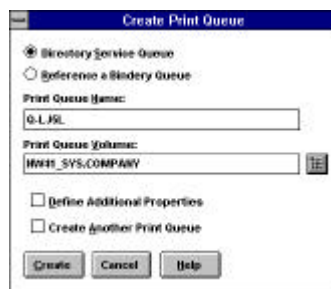 Create Print Queue
Directory Service Queue
Reference a Bindery Queue
Print Queue Name:
Q-LJ5L
Print Queue Volume:
NW41_SYS.COMPANY
Define Additional Properties
Create Another Print Queue
Create Cancel Help